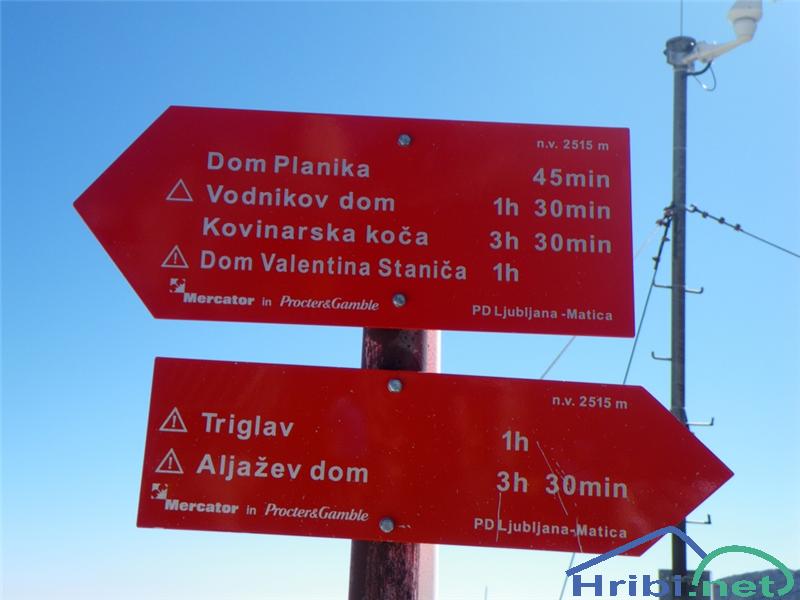 n.v. 2515 m
Dom Planika 45min
Vodnikov dom 1h 30min
Kovinarska koča 3h 30min
Dom Valentina Staniča 1h
Mercator in Procter&Gamble PD Ljubljana-Matica
n.v. 2515 m
Triglav 1h
Aljažev dom 3h 30min
Mercator in Procter&Gamble PD Ljubljana-Matica
Hribi.net